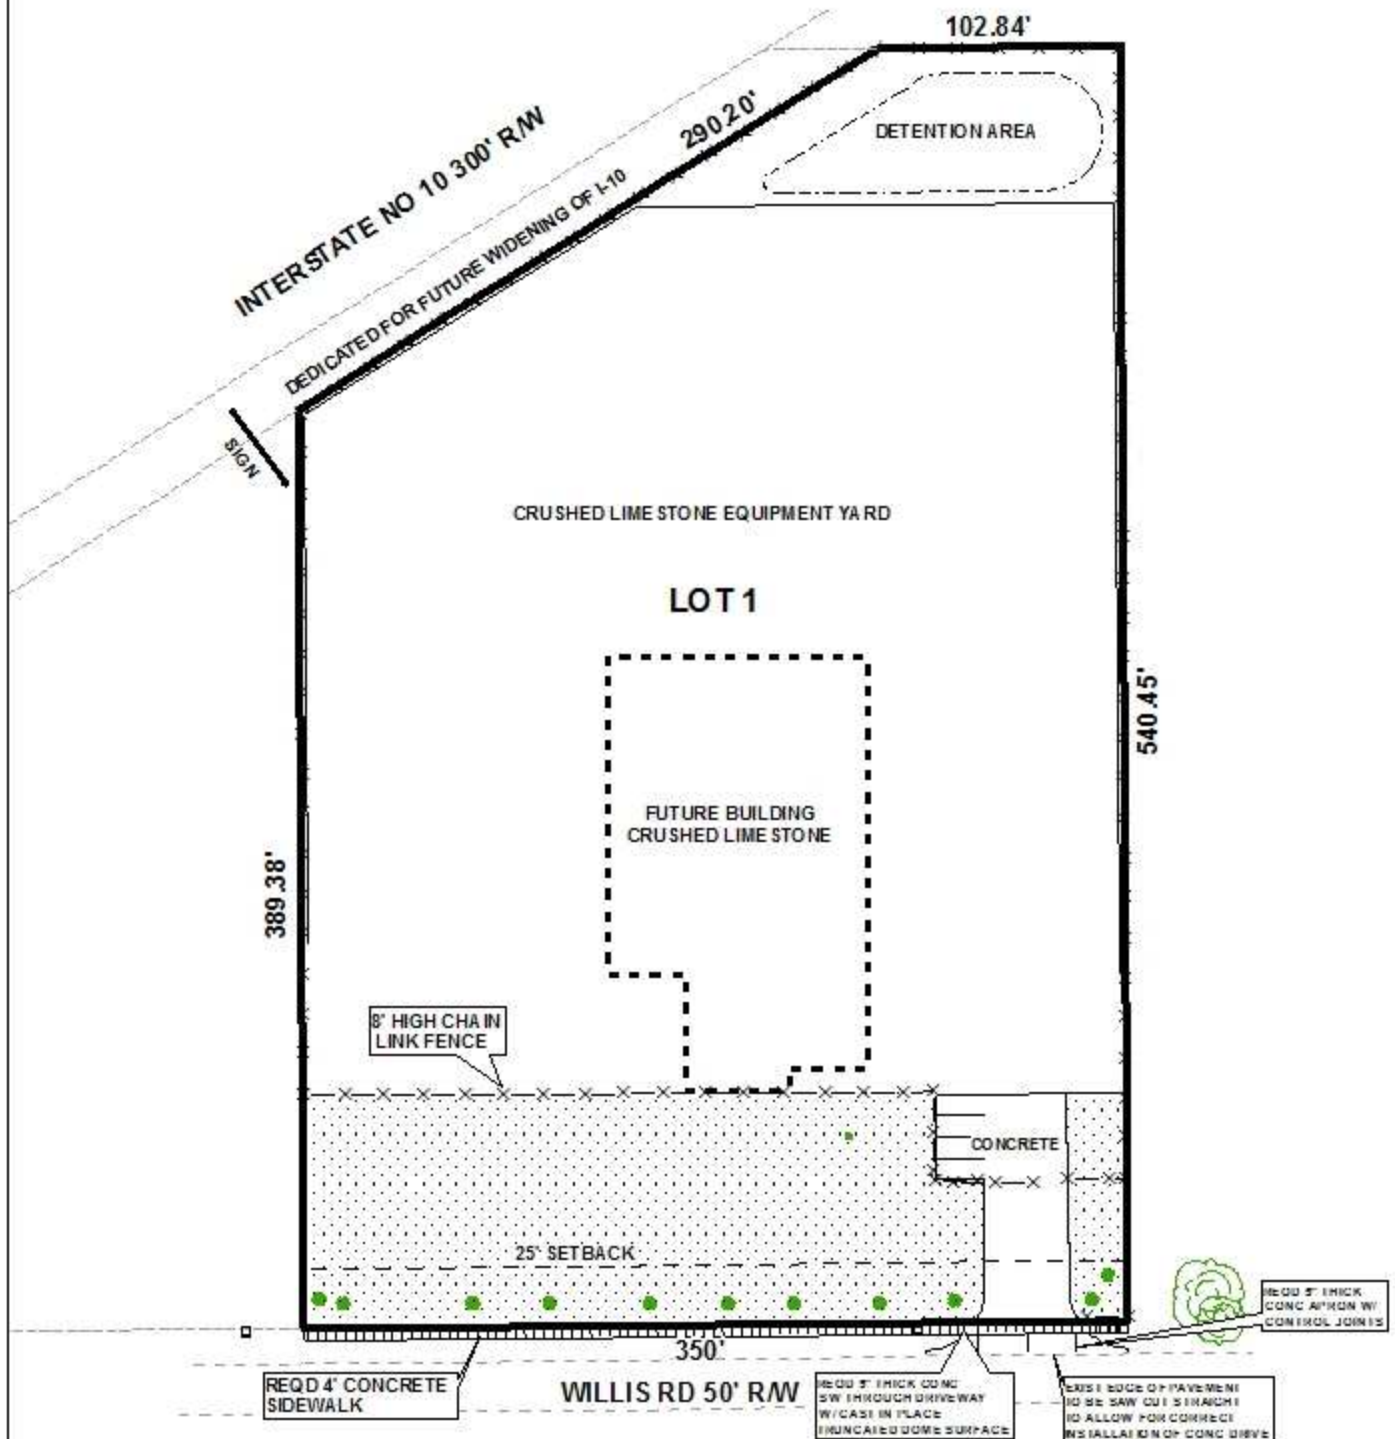 102.84'
290.20'
DETENTION AREA
INTERSTATE NO 10 300' R/W
DEDICATED FOR FUTURE WIDENING OF I-10
SIGN
CRUSHED LIMESTONE EQUIPMENT YARD
LOT 1
540.45'
FUTURE BUILDING
CRUSHED LIMESTONE
389.38'
8' HIGH CHAIN
LINK FENCE
CONCRETE
25' SETBACK
REQD 5" THICK
CONC APRON W/
CONTROL JOINTS
350'
REQD 4' CONCRETE
SIDEWALK
WILLIS RD 50' R/W
REQD 5" THICK CONC
SW THROUGH DRIVEWAY
W/ CAST IN PLACE
TRUNCATED DOME SURFACE
EXIST EDGE OF PAVEMENT
TO BE SAW CUT STRAIGHT
TO ALLOW FOR CORRECT
INSTALLATION OF CONC DRIVE